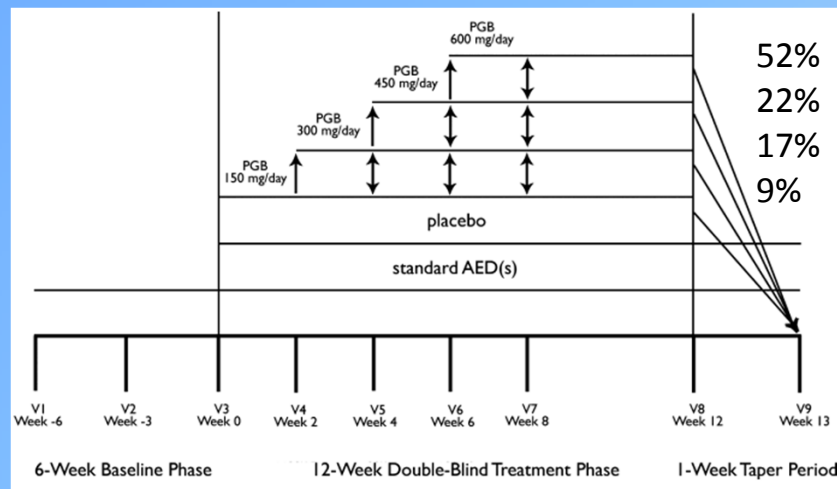 PGB
600 mg/day
52%
PGB
450 mg/day
22%
PGB
300 mg/day
17%
PGB
150 mg/day
9%
placebo
standard AED(s)
V1
Week -6
V2
Week -3
V3
Week 0
V4
Week 2
V5
Week 4
V6
Week 6
V7
Week 8
V8
Week 12
V9
Week 13
6-Week Baseline Phase
12-Week Double-Blind Treatment Phase
1-Week Taper Period